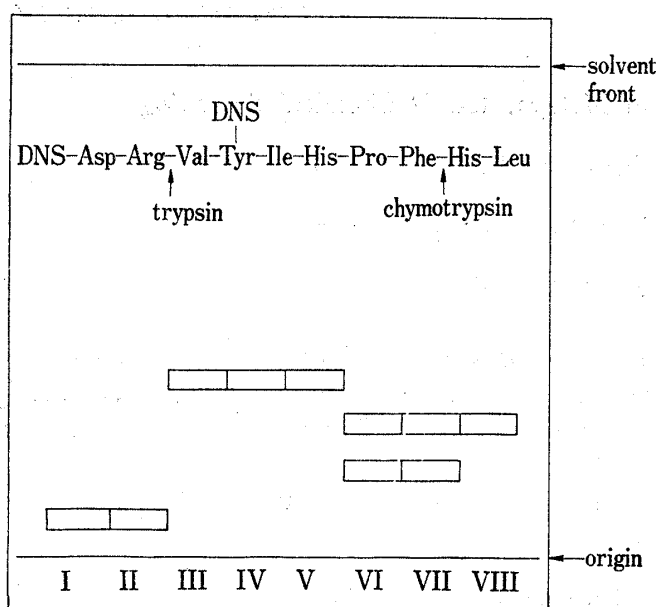 solvent
front
DNS
DNS-Asp-Arg-Val-Tyr-Ile-His-Pro-Phe-His-Leu
trypsin
chymotrypsin
origin
I II III IV V VI VII VIII